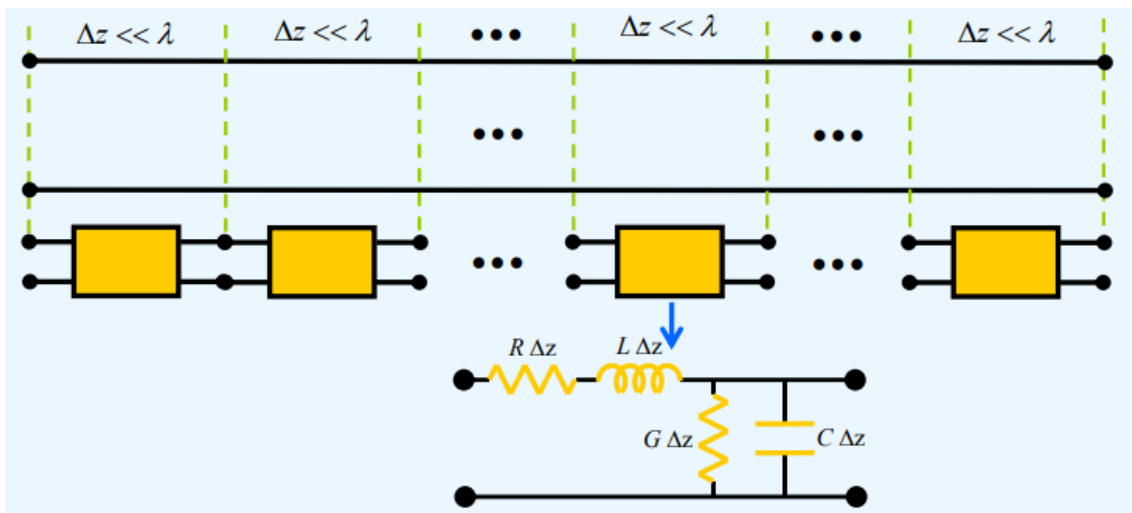 Δz << λ Δz << λ ••• Δz << λ ••• Δz << λ
••• •••
••• •••
R Δz L Δz
G Δz C Δz